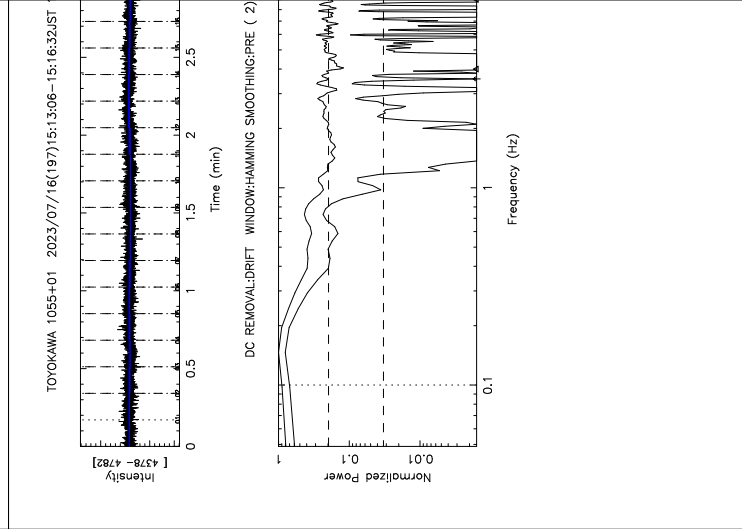 TOYOKAWA 1055+01 2023/07/16(197)15:13:06-15:16:32JST
Intensity
[ 4378- 4782]
0 0.5 1 1.5 2 2.5
Time (min)
DC REMOVAL:DRIFT WINDOW:HAMMING SMOOTHING:PRE ( 2)
Normalized Power
1 0.1 0.01
0.1 1
Frequency (Hz)